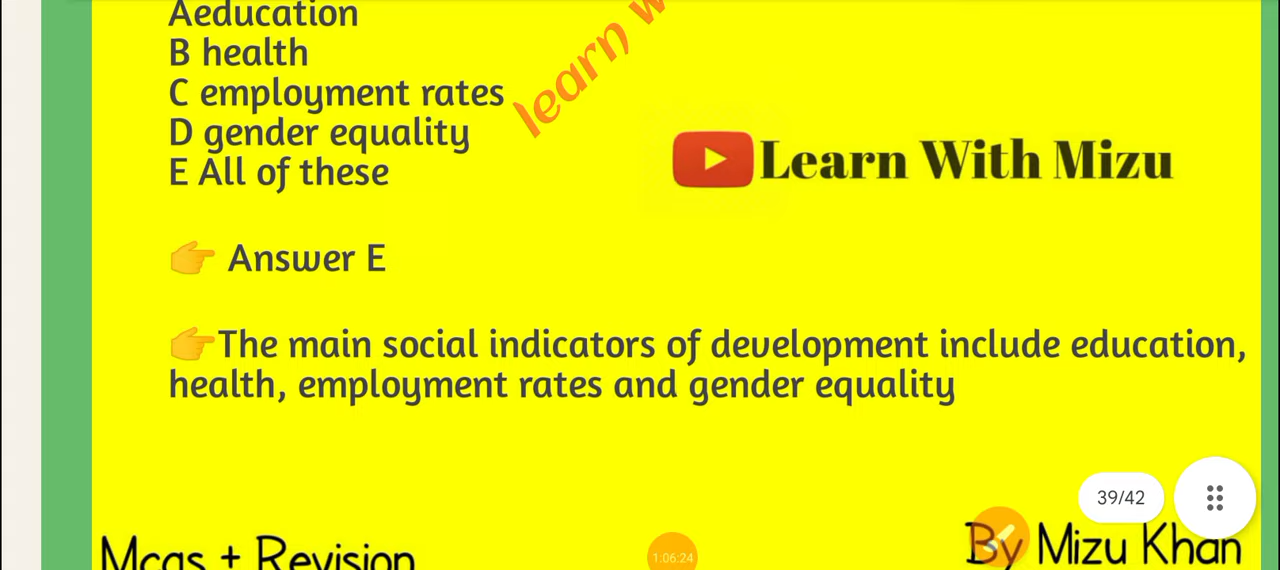 Aeducation
B health
C employment rates
D gender equality
E All of these
learn w
Learn With Mizu
👉 Answer E
👉The main social indicators of development include education,
health, employment rates and gender equality
39/42
Mcqs + Revision
1:06:24
By Mizu Khan